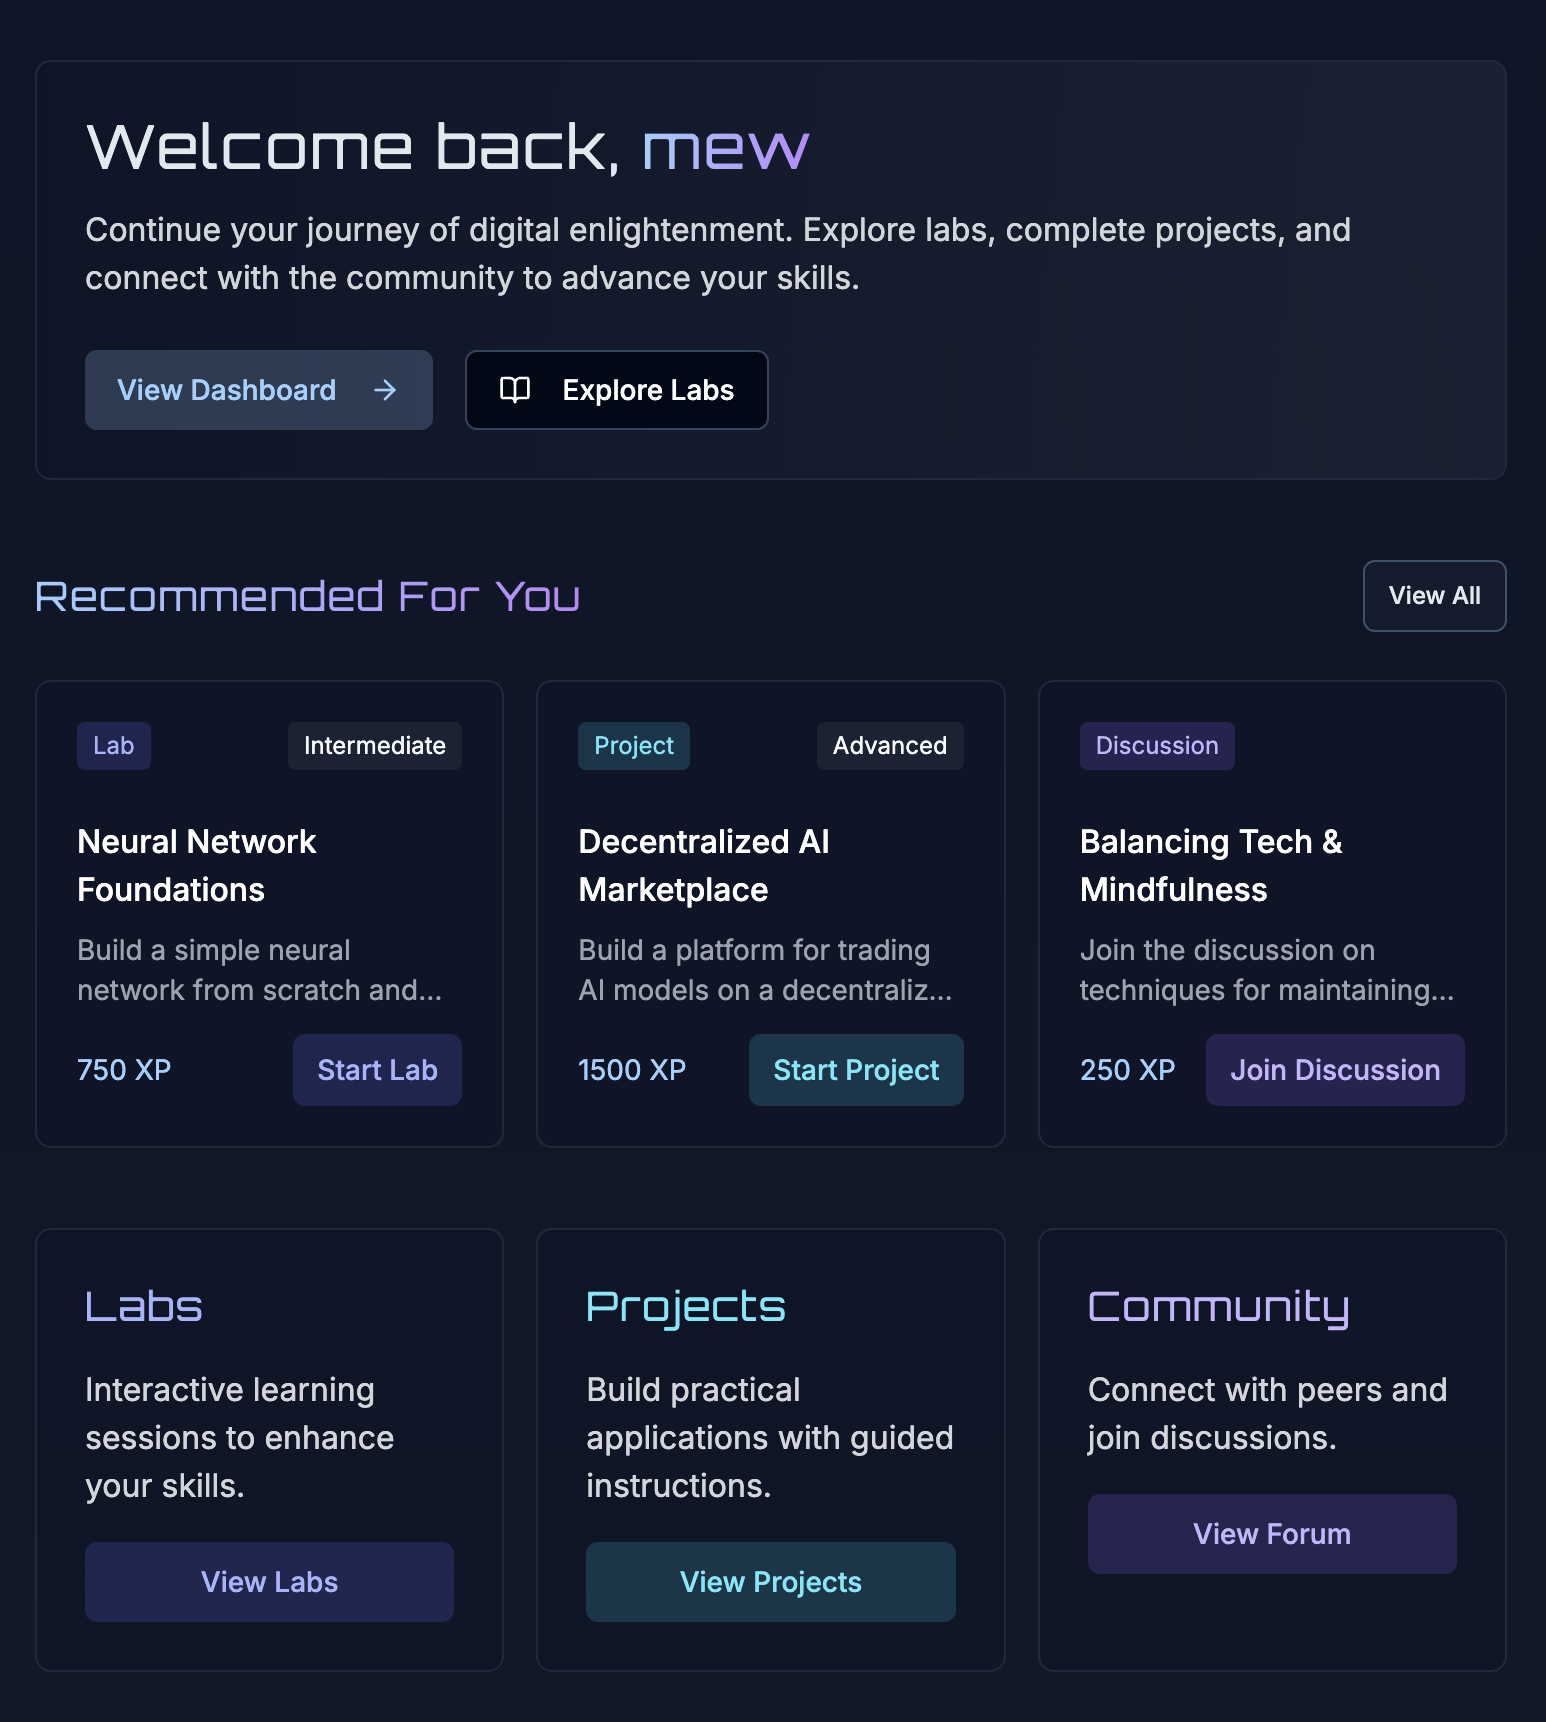 Welcome back, mew
Continue your journey of digital enlightenment. Explore labs, complete projects, and
connect with the community to advance your skills.
View Dashboard
Explore Labs
Recommended For You
View All
Lab
Intermediate
Neural Network
Foundations
Build a simple neural
network from scratch and...
750 XP
Start Lab
Project
Advanced
Decentralized AI
Marketplace
Build a platform for trading
AI models on a decentraliz...
1500 XP
Start Project
Discussion
Balancing Tech &
Mindfulness
Join the discussion on
techniques for maintaining...
250 XP
Join Discussion
Labs
Interactive learning
sessions to enhance
your skills.
View Labs
Projects
Build practical
applications with guided
instructions.
View Projects
Community
Connect with peers and
join discussions.
View Forum